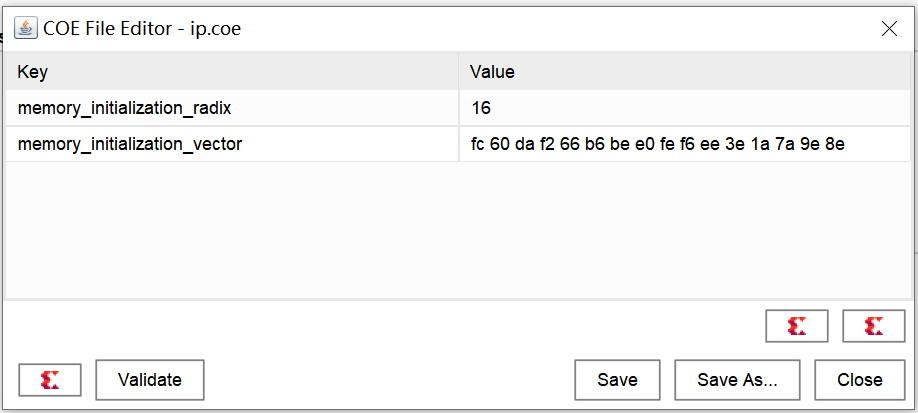 COE File Editor - ip.coe
Key Value
memory_initialization_radix 16
memory_initialization_vector fc 60 da f2 66 b6 be e0 fe f6 ee 3e 1a 7a 9e 8e
Validate Save Save As... Close